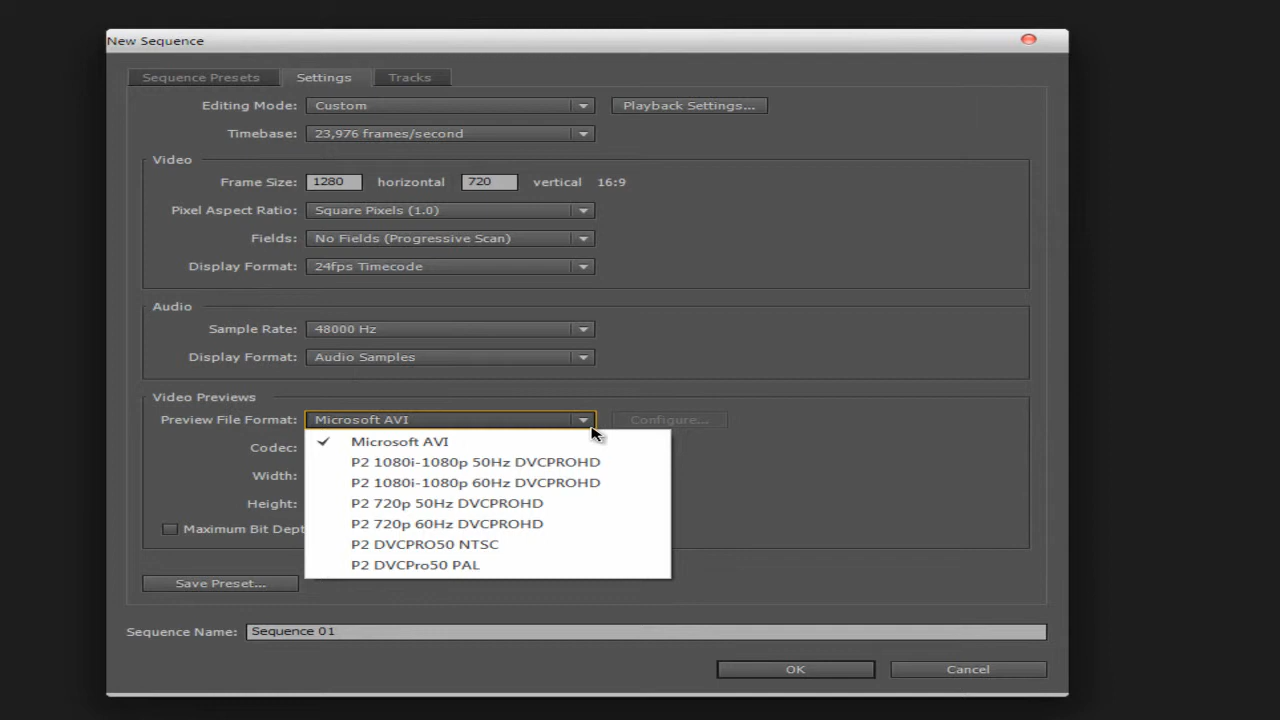 New Sequence
Sequence Presets Settings Tracks
Editing Mode: Custom Playback Settings...
Timebase: 23,976 frames/second
Video
Frame Size: 1280 horizontal 720 vertical 16:9
Pixel Aspect Ratio: Square Pixels (1.0)
Fields: No Fields (Progressive Scan)
Display Format: 24fps Timecode
Audio
Sample Rate: 48000 Hz
Display Format: Audio Samples
Video Previews
Preview File Format: Microsoft AVI Configure...
Codec:
Width:
Height:
Maximum Bit Dept
Microsoft AVI
P2 1080i-1080p 50Hz DVCPROHD
P2 1080i-1080p 60Hz DVCPROHD
P2 720p 50Hz DVCPROHD
P2 720p 60Hz DVCPROHD
P2 DVCPRO50 NTSC
P2 DVCPro50 PAL
Save Preset...
Sequence Name: Sequence 01
OK Cancel